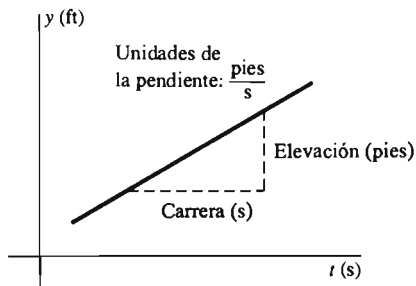 y (ft)
Unidades de
la pendiente: pies/s
Elevación (pies)
Carrera (s)
t (s)